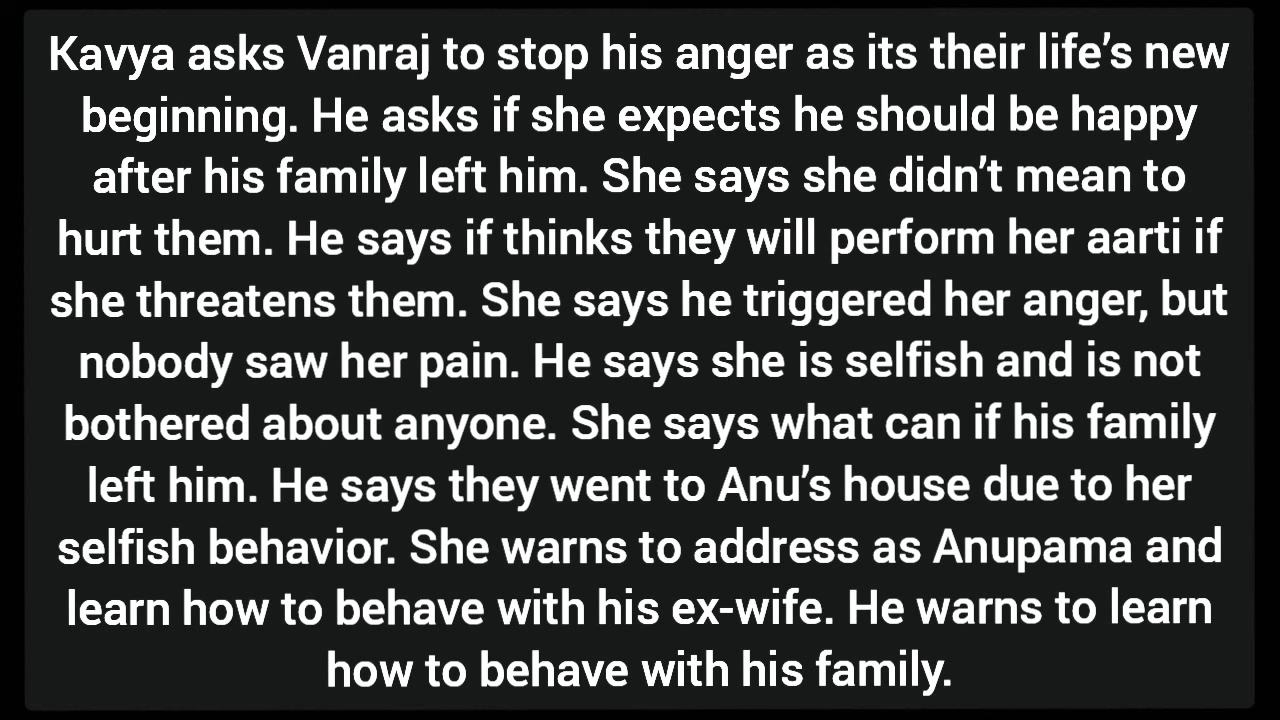 Kavya asks Vanraj to stop his anger as its their life’s new
beginning. He asks if she expects he should be happy
after his family left him. She says she didn’t mean to
hurt them. He says if thinks they will perform her aarti if
she threatens them. She says he triggered her anger, but
nobody saw her pain. He says she is selfish and is not
bothered about anyone. She says what can if his family
left him. He says they went to Anu’s house due to her
selfish behavior. She warns to address as Anupama and
learn how to behave with his ex-wife. He warns to learn
how to behave with his family.